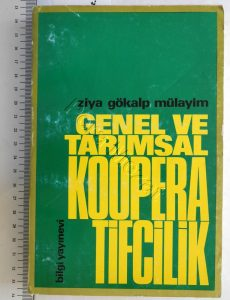 ziya gökalp mülayim
GENEL VE
TARIMSAL
KOOPERA
TİFCİLİK
bilgi yayınevi